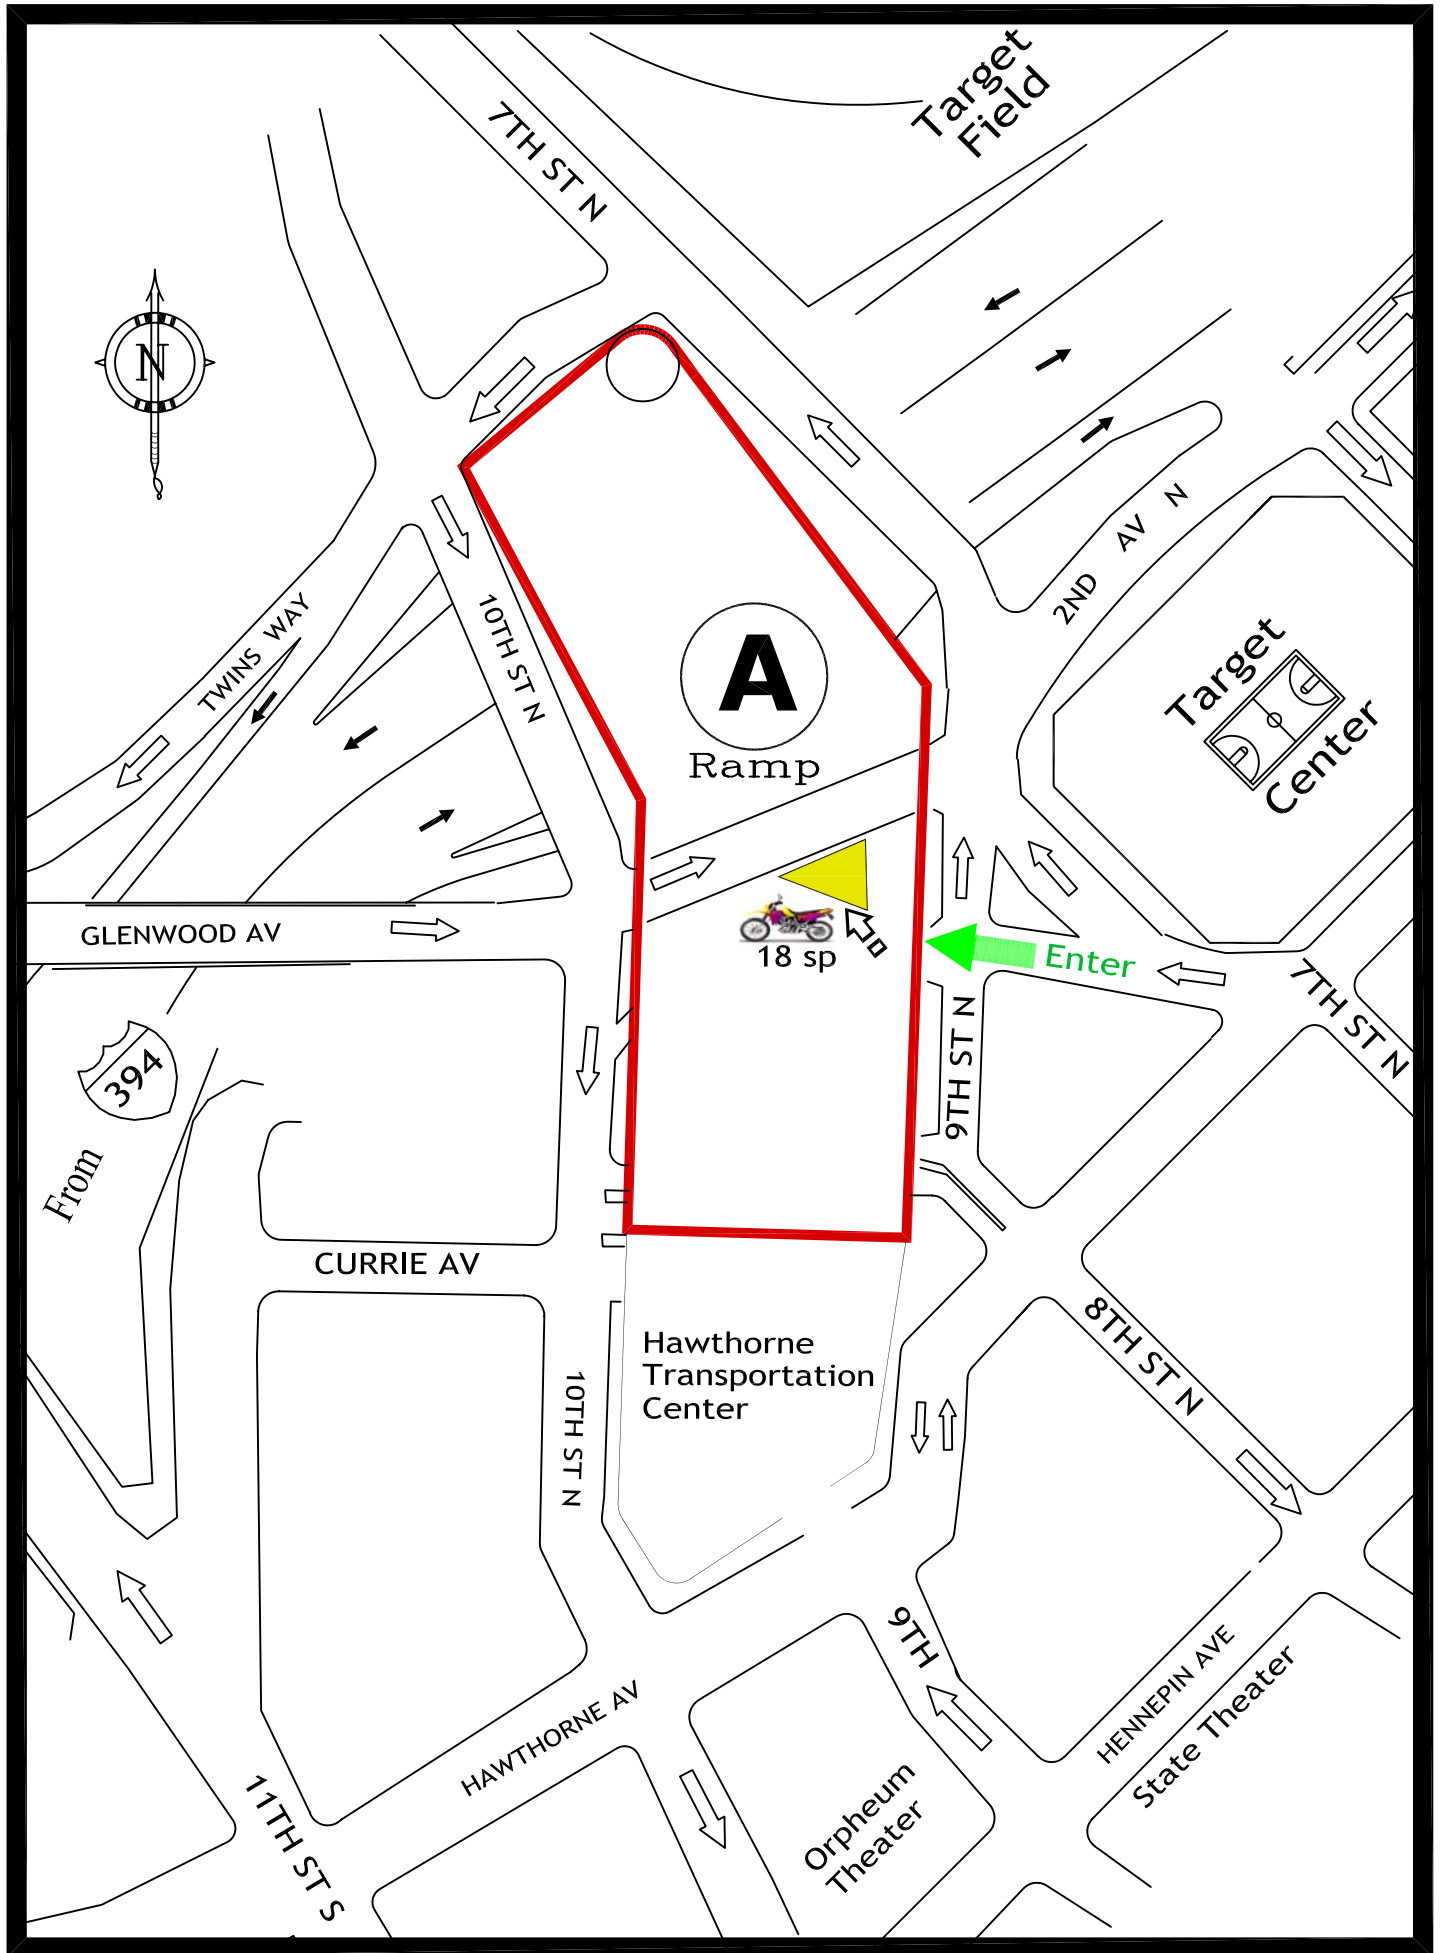 Target
Field
7TH ST N
N
2ND AV N
10TH ST N
TWINS WAY
A
Ramp
Target
Center
GLENWOOD AV
18 sp
Enter
7TH ST N
9TH ST N
394
From
CURRIE AV
Hawthorne
Transportation
Center
8TH ST N
10TH ST N
9TH
HENNEPIN AVE
State Theater
HAWTHORNE AV
Orpheum
Theater
11TH ST S